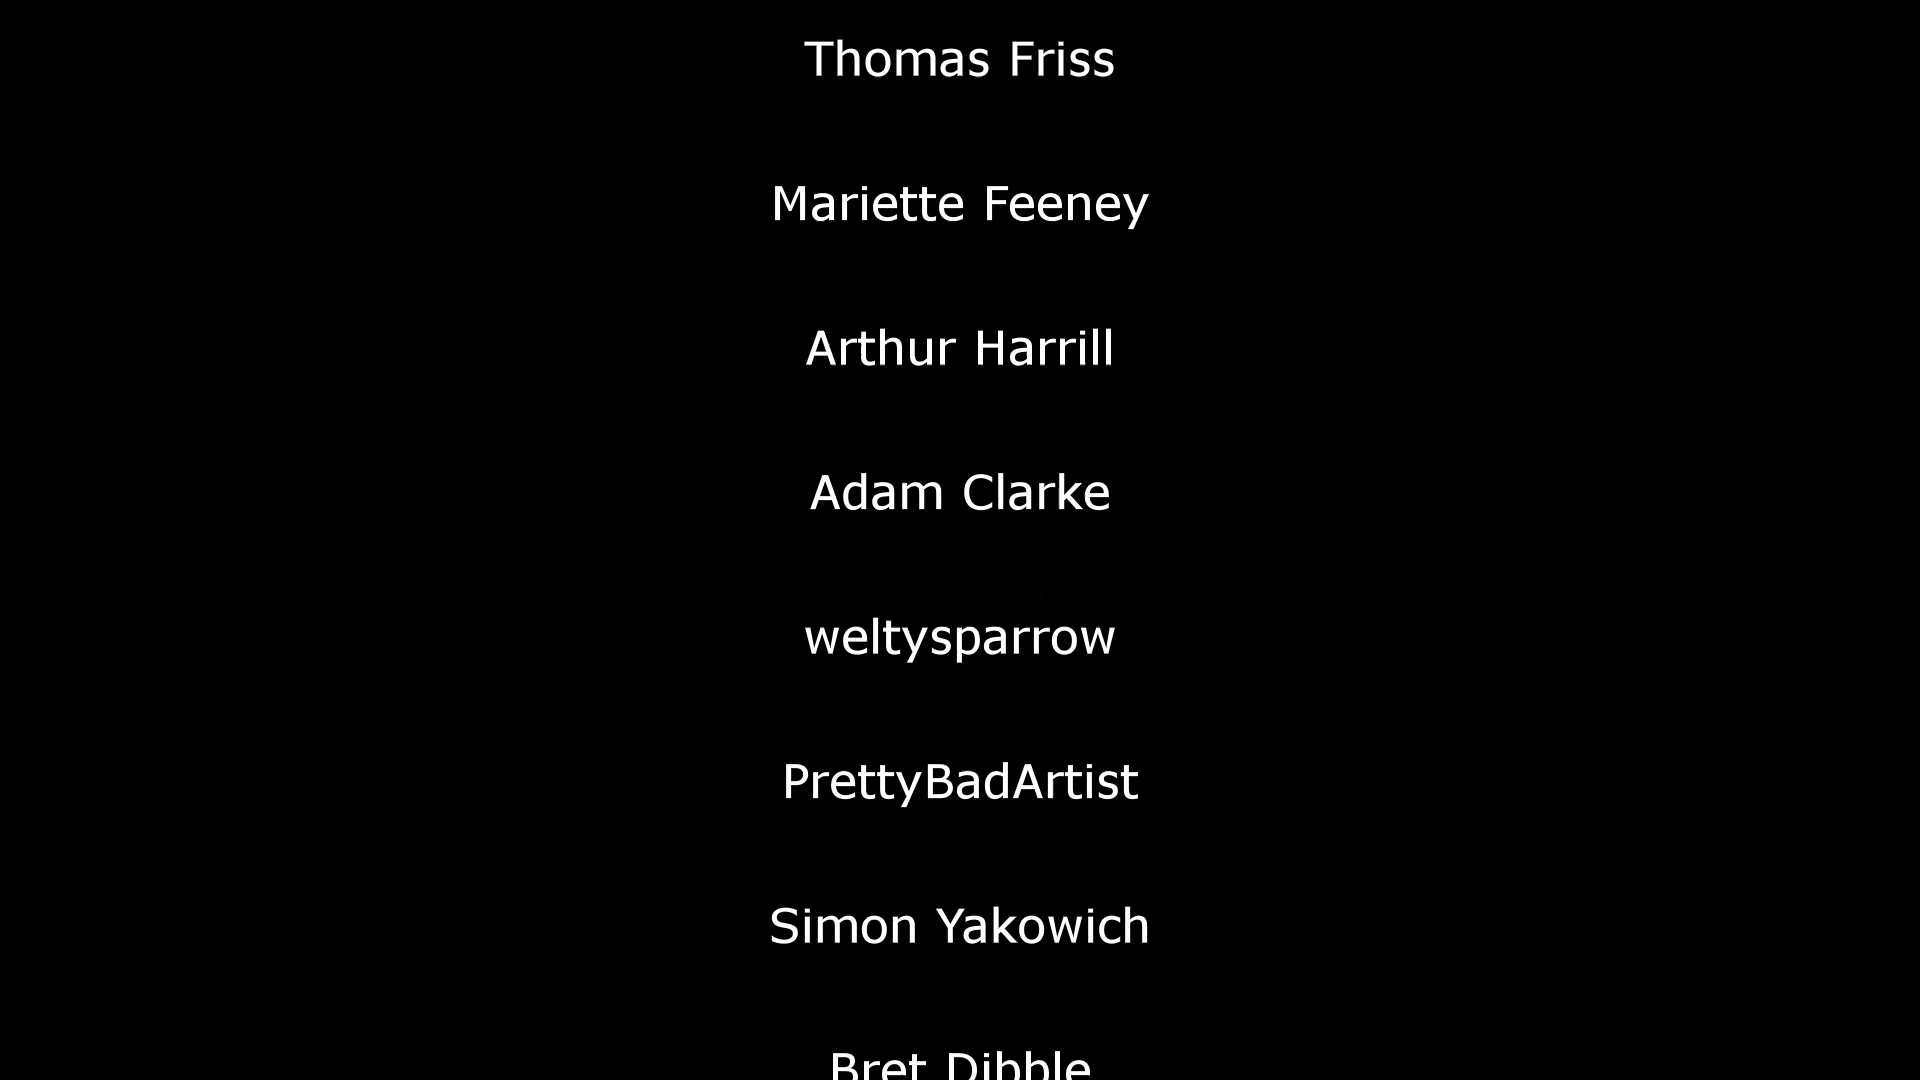 Thomas Friss
Mariette Feeney
Arthur Harrill
Adam Clarke
weltysparrow
PrettyBadArtist
Simon Yakowich
Bret Dibble